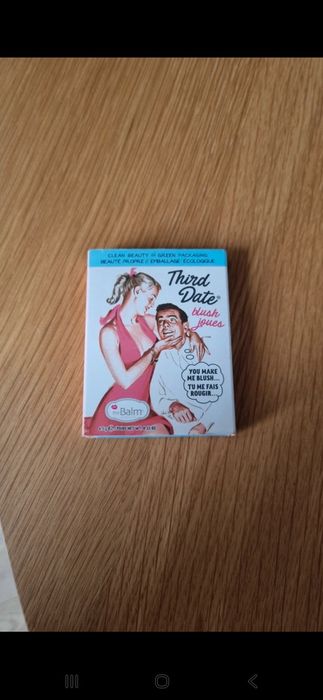 CLEAN BEAUTY IN GREEN PACKAGING
BEAUTÉ PROPRE // EMBALLAGE ÉCOLOGIQUE
Third
Date®
blush
joues
YOU MAKE
ME BLUSH...
TU ME FAIS
ROUGIR...
theBalm®